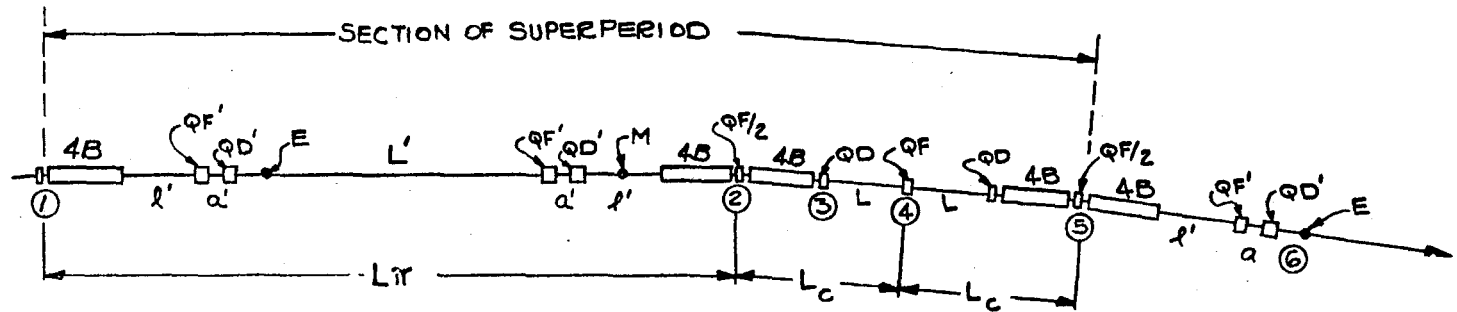 SECTION OF SUPERPERIOD
4B
QF'
QD'
E
L'
QF'
QD'
M
4B
QF/2
4B
QD
QF
QD
4B
QF/2
4B
QF'
QD'
E
1
l'
a'
a'
l'
2
3
L
4
L
5
l'
a
6
Lπ
Lc
Lc